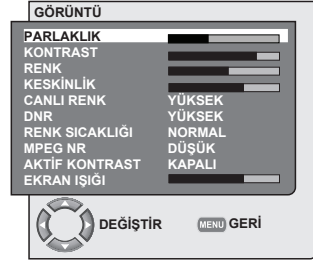 GÖRÜNTÜ
PARLAKLIK
KONTRAST
RENK
KESKİNLİK
CANLI RENK YÜKSEK
DNR YÜKSEK
RENK SICAKLIĞI NORMAL
MPEG NR DÜŞÜK
AKTİF KONTRAST KAPALI
EKRAN IŞIĞI
DEĞİŞTİR MENU GERİ